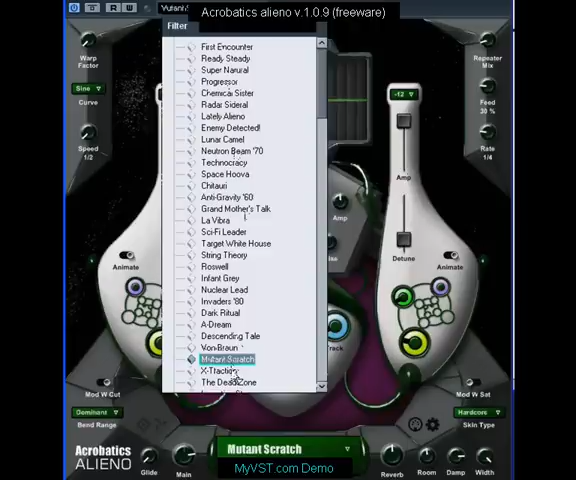 Mutant
Acrobatics alieno v.1.0.9 (freeware)
Filter
Warp
Factor
Sine
Curve
Speed
1/2
Animate
Mod W Cut
Dominant
Bend Range
Acrobatics
ALIENO
Glide
Main
First Encounter
Ready Steady
Super Natural
Progressor
Chemical Sister
Radar Sideral
Lately Alieno
Enemy Detected!
Lunar Camel
Neutron Beam '70
Technocracy
Space Hoova
Chitauri
Anti-Gravity '60
Grand Mother's Talk
La Vibra
Sci-Fi Leader
Target White House
String Theory
Roswell
Infant Grey
Nuclear Lead
Invaders '80
Dark Ritual
A-Dream
Descending Tale
Von-Braun
Mutant Scratch
X-Traction
The Dead Zone
Amp
Track
Mutant Scratch
MyVST.com Demo
-12
Amp
Detune
Repeater
Mix
Feed
30 %
Rate
1/4
Animate
Mod W Sat
Hardcore
Skin Type
Reverb
Room
Damp
Width